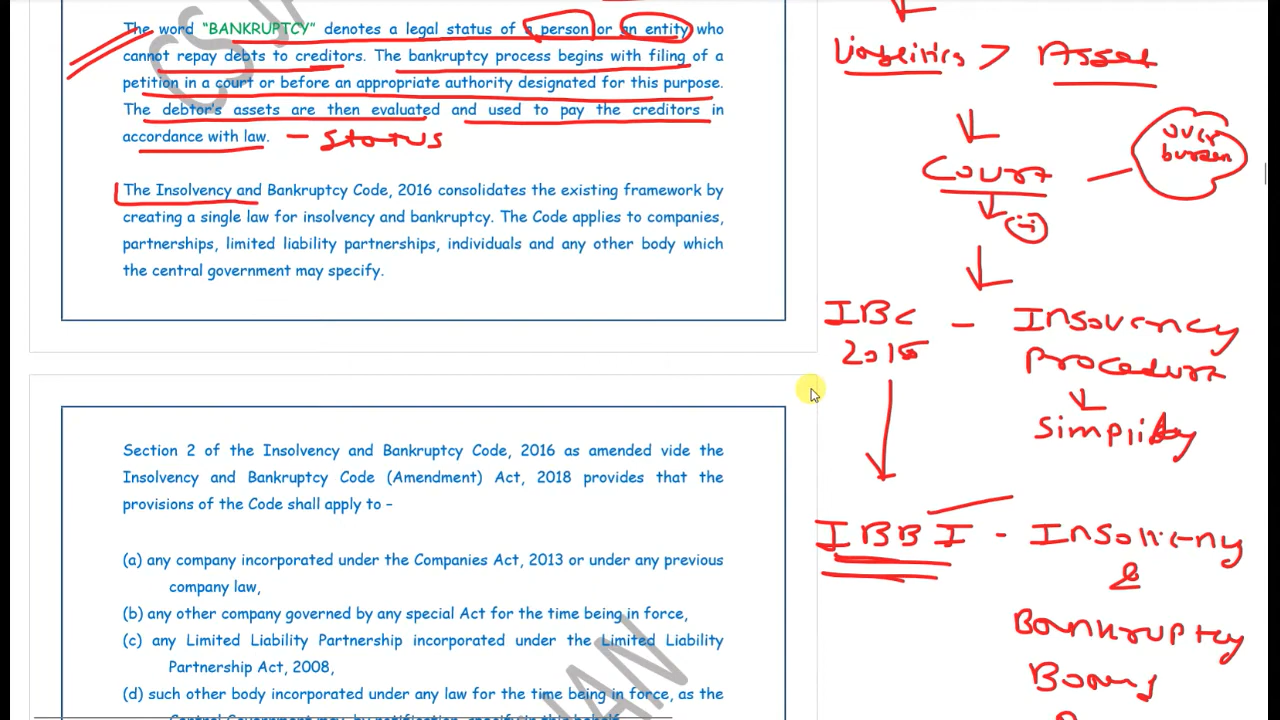 The word “BANKRUPTCY” denotes a legal status of a person or an entity who
cannot repay debts to creditors. The bankruptcy process begins with filing of a
petition in a court or before an appropriate authority designated for this purpose.
The debtor's assets are then evaluated and used to pay the creditors in
accordance with law. - status
The Insolvency and Bankruptcy Code, 2016 consolidates the existing framework by
creating a single law for insolvency and bankruptcy. The Code applies to companies,
partnerships, limited liability partnerships, individuals and any other body which
the central government may specify.
Section 2 of the Insolvency and Bankruptcy Code, 2016 as amended vide the
Insolvency and Bankruptcy Code (Amendment) Act, 2018 provides that the
provisions of the Code shall apply to –
(a) any company incorporated under the Companies Act, 2013 or under any previous
company law,
(b) any other company governed by any special Act for the time being in force,
(c) any Limited Liability Partnership incorporated under the Limited Liability
Partnership Act, 2008,
(d) such other body incorporated under any law for the time being in force, as the
Central Government may, by notification, specify in this behalf
> Asset
Court
over
burden
IBC -
Procedure
IBBI -
&
Bankruptcy